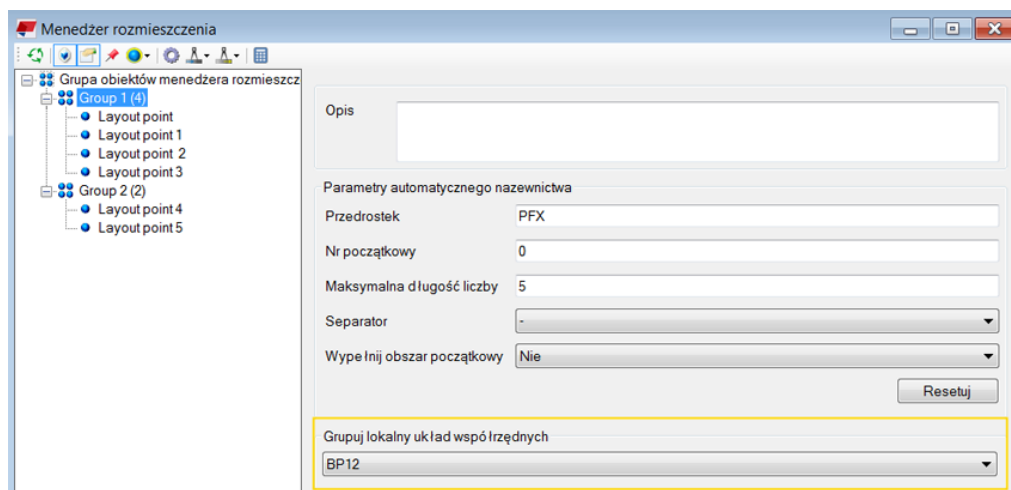 Menedżer rozmieszczenia
Grupa obiektów menedżera rozmieszcz
Group 1 (4)
Layout point
Layout point 1
Layout point 2
Layout point 3
Group 2 (2)
Layout point 4
Layout point 5
Opis
Parametry automatycznego nazewnictwa
Przedrostek PFX
Nr początkowy 0
Maksymalna długość liczby 5
Separator -
Wypełnij obszar początkowy Nie
Resetuj
Grupuj lokalny układ współrzędnych
BP12